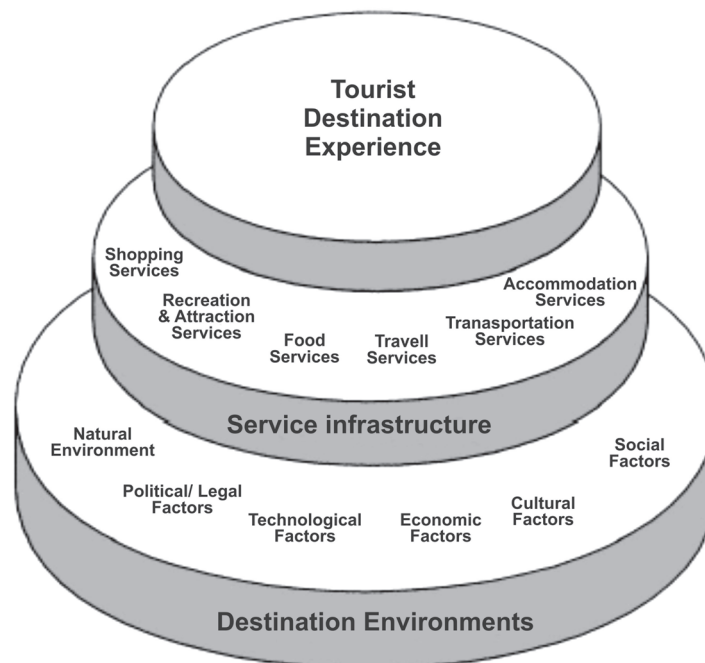 Tourist
Destination
Experience
Shopping
Services
Recreation
& Attraction
Services
Food
Services
Travell
Services
Tranasportation
Services
Accommodation
Services
Service infrastructure
Natural
Environment
Political/ Legal
Factors
Technological
Factors
Economic
Factors
Cultural
Factors
Social
Factors
Destination Environments